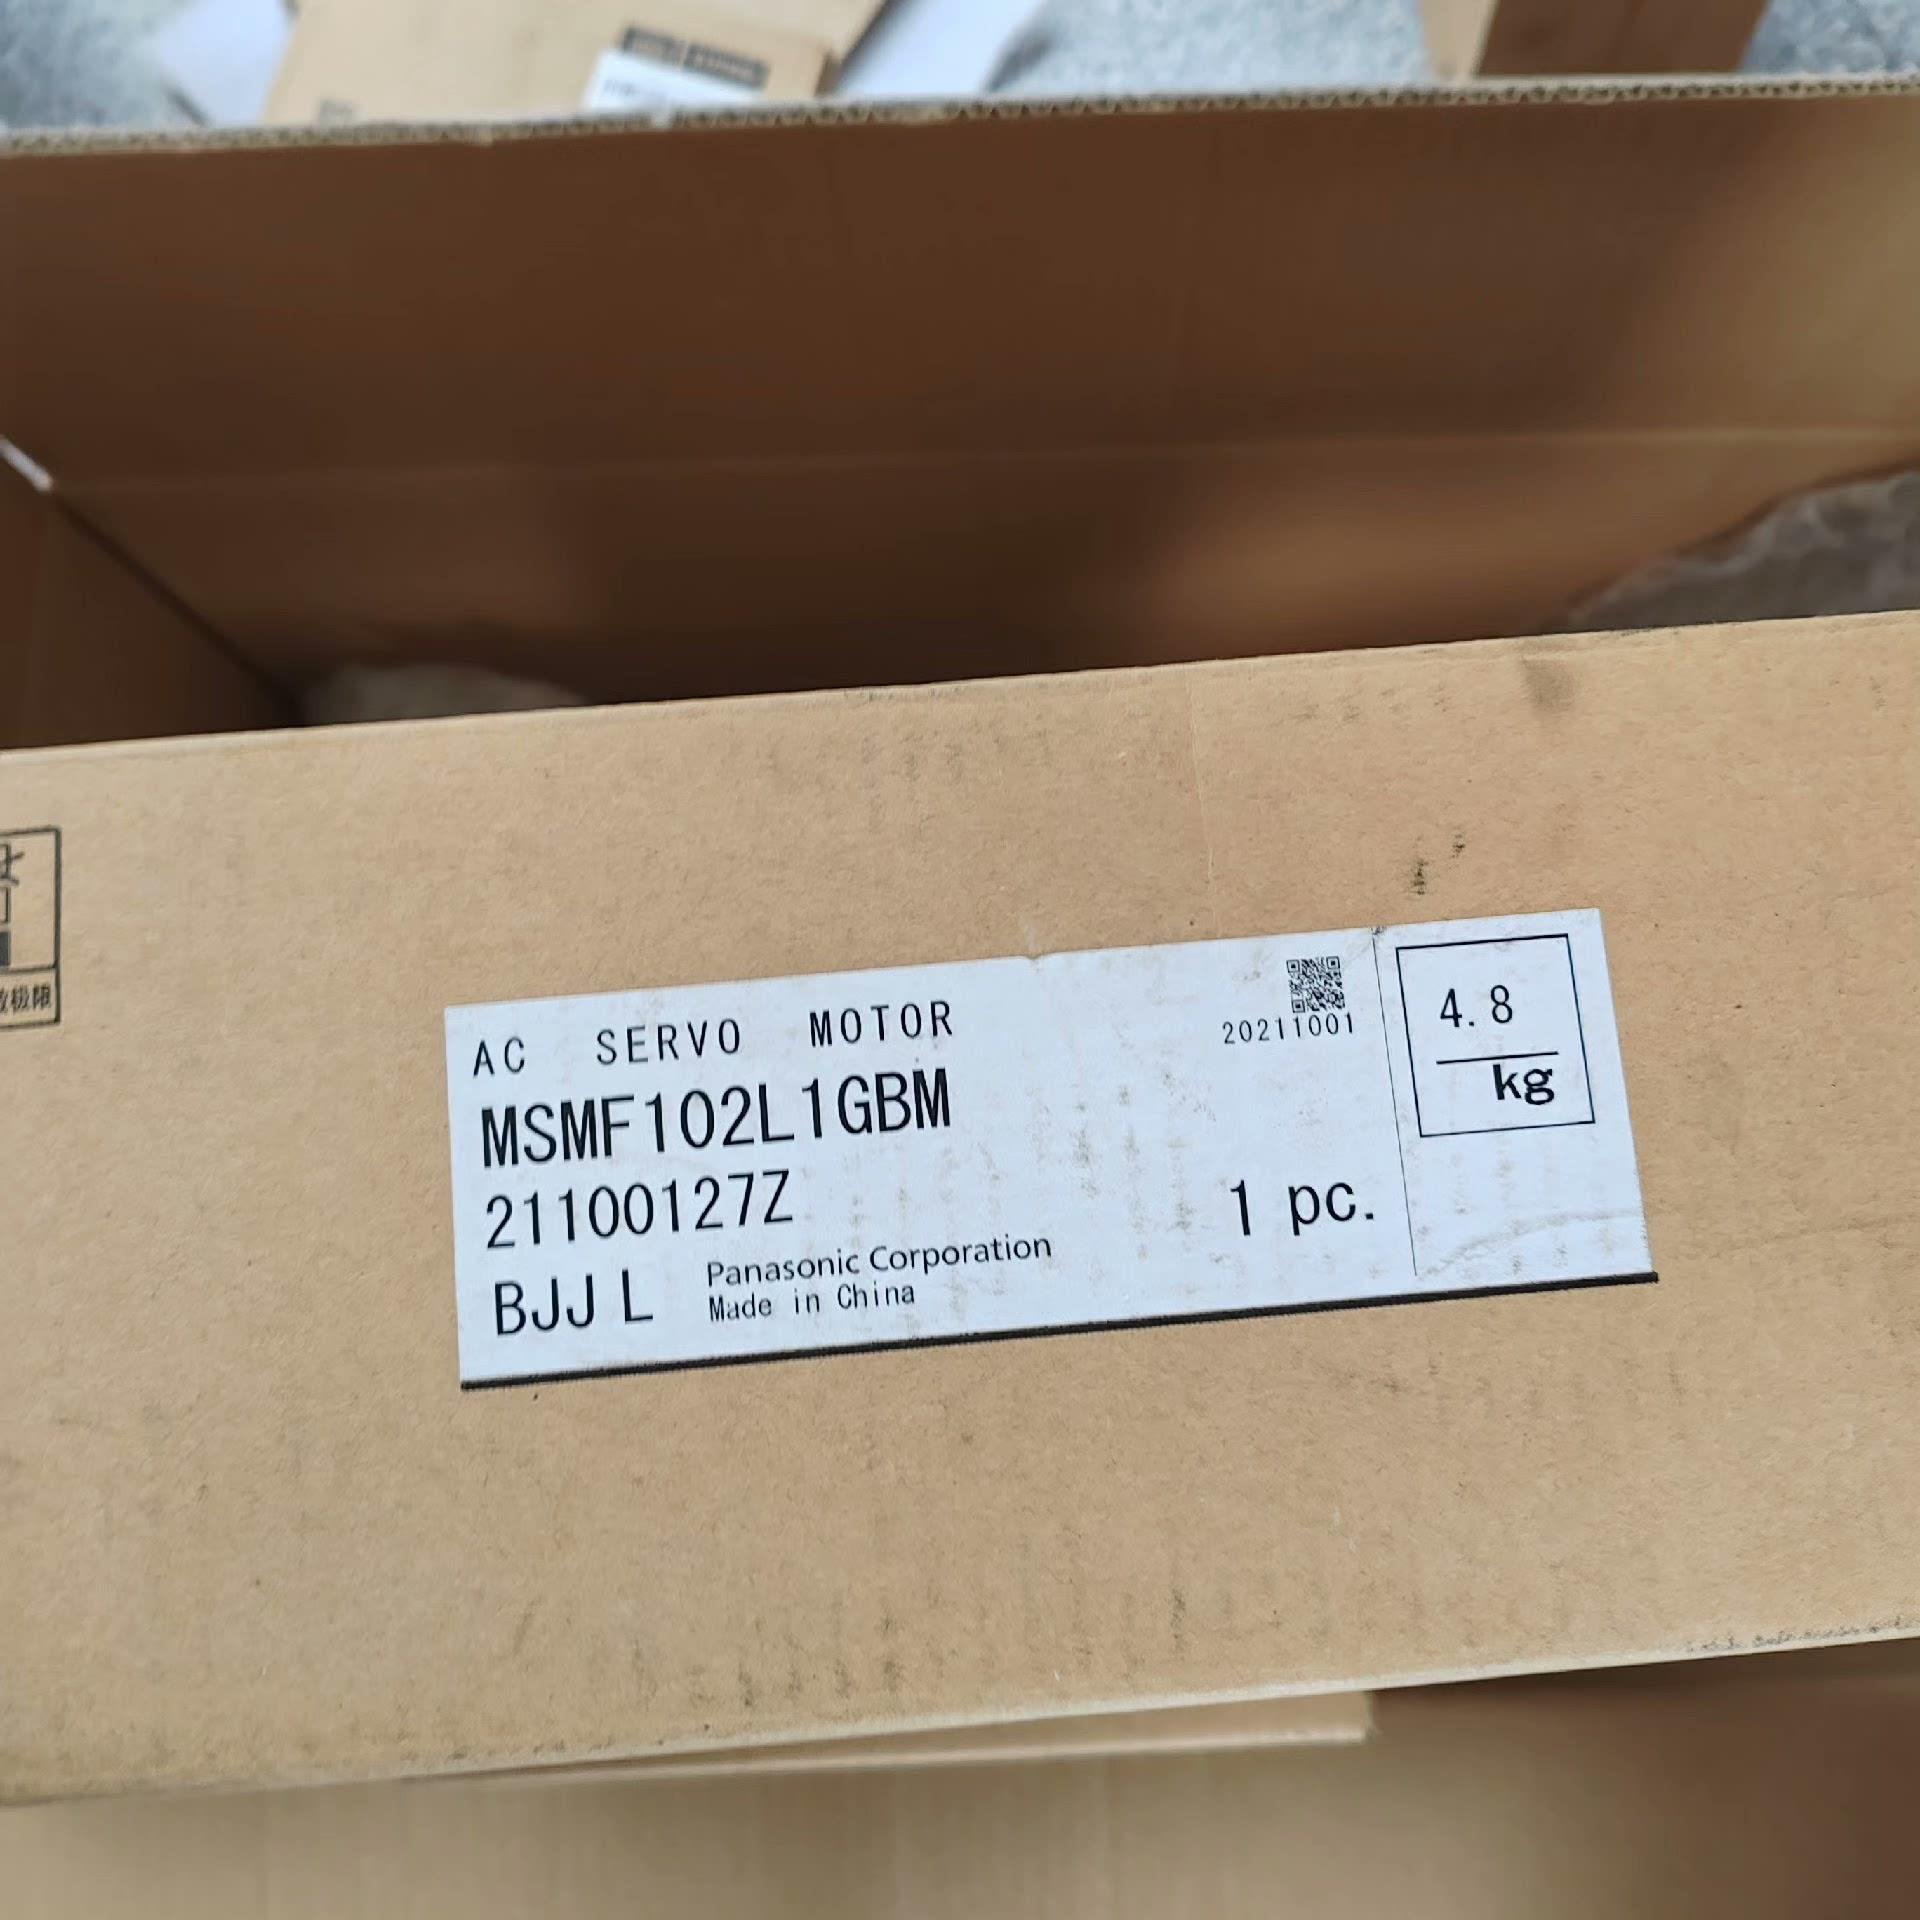 AC SERVO MOTOR
20211001
4.8
kg
MSMF102L1GBM
21100127Z
1 pc.
BJJ L
Panasonic Corporation
Made in China